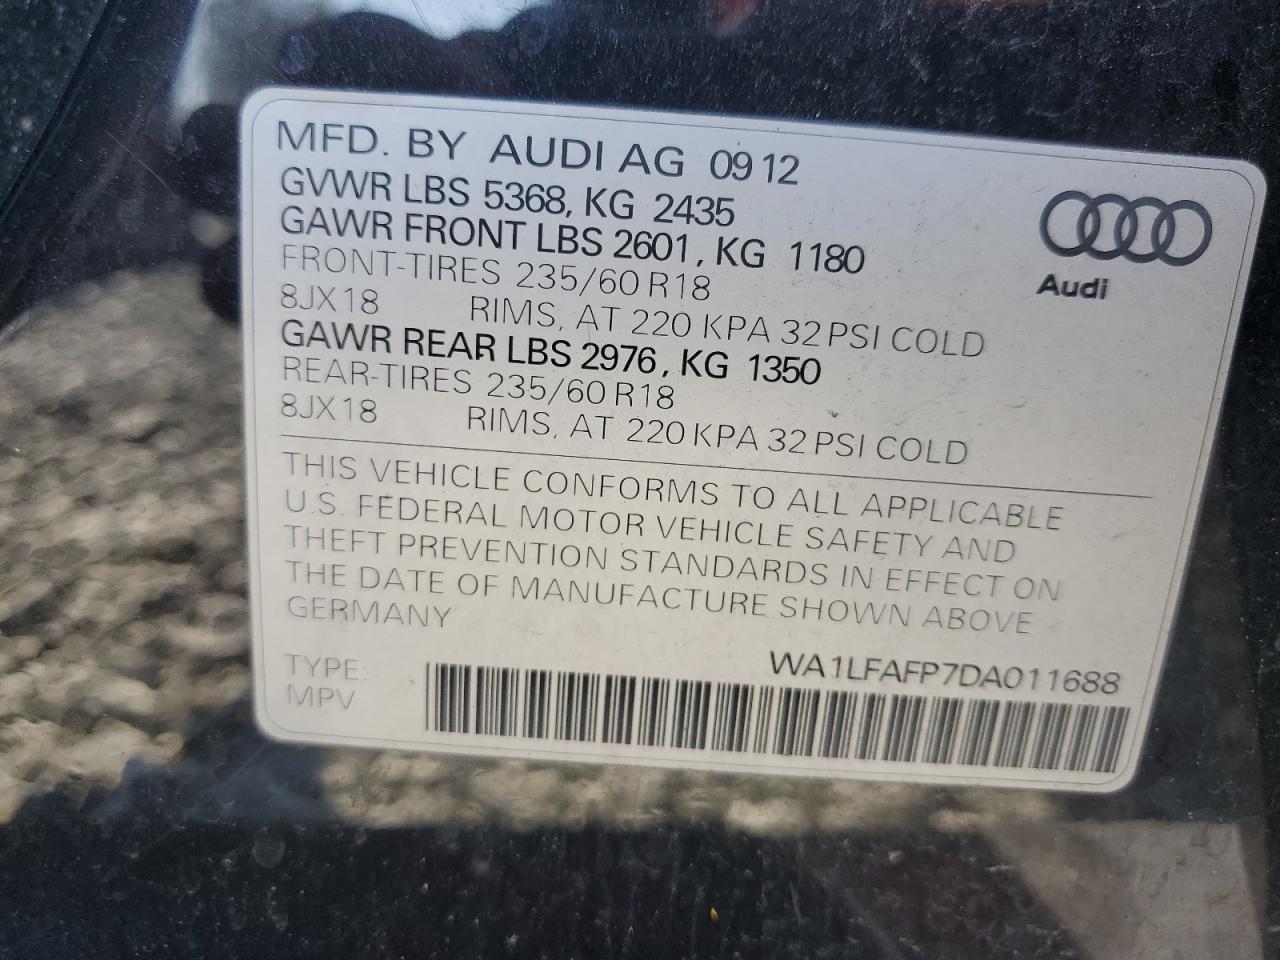 MFD. BY AUDI AG 09 12
GVWR LBS 5368, KG 2435
GAWR FRONT LBS 2601, KG 1180
FRONT-TIRES 235/60 R18
8JX18 RIMS, AT 220 KPA 32 PSI COLD
GAWR REAR LBS 2976, KG 1350
REAR-TIRES 235/60 R18
8JX18 RIMS, AT 220 KPA 32 PSI COLD
Audi
THIS VEHICLE CONFORMS TO ALL APPLICABLE
U.S. FEDERAL MOTOR VEHICLE SAFETY AND
THEFT PREVENTION STANDARDS IN EFFECT ON
THE DATE OF MANUFACTURE SHOWN ABOVE
GERMANY
WA1LFAFP7DA011688
TYPE:
MPV